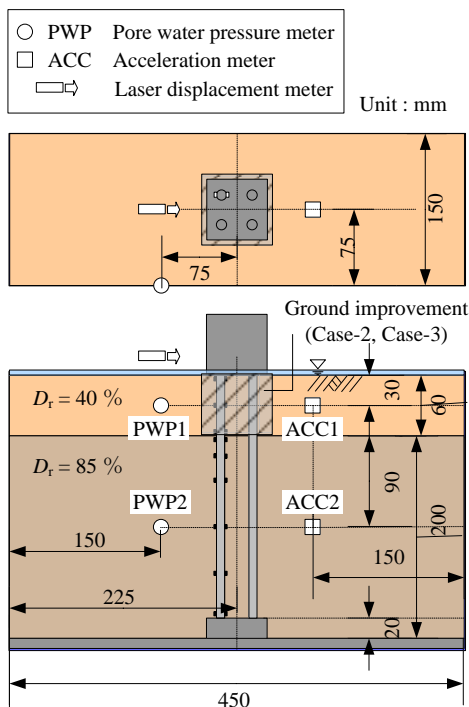 PWP Pore water pressure meter
ACC Acceleration meter
Laser displacement meter
Unit : mm
150
75
75
Ground improvement
(Case-2, Case-3)
Dr = 40 %
30
60
PWP1
ACC1
Dr = 85 %
90
PWP2
ACC2
200
150
150
225
20
450